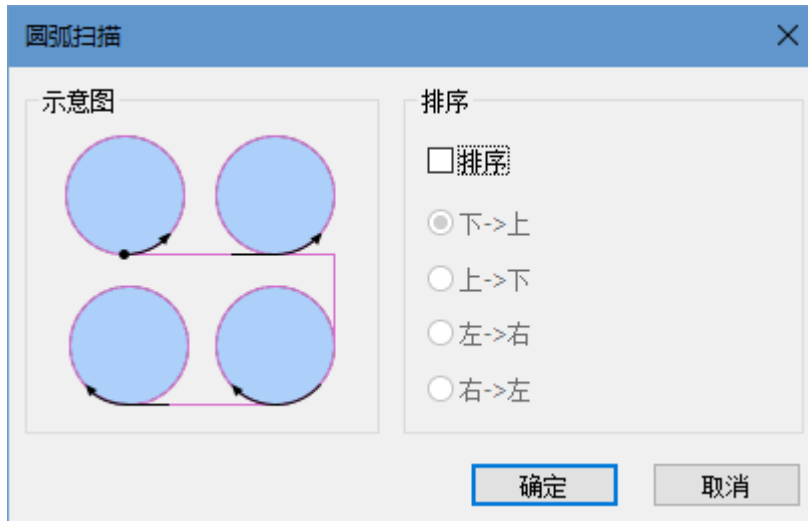 圆弧扫描
示意图
排序
排序
下->上
上->下
左->右
右->左
确定
取消